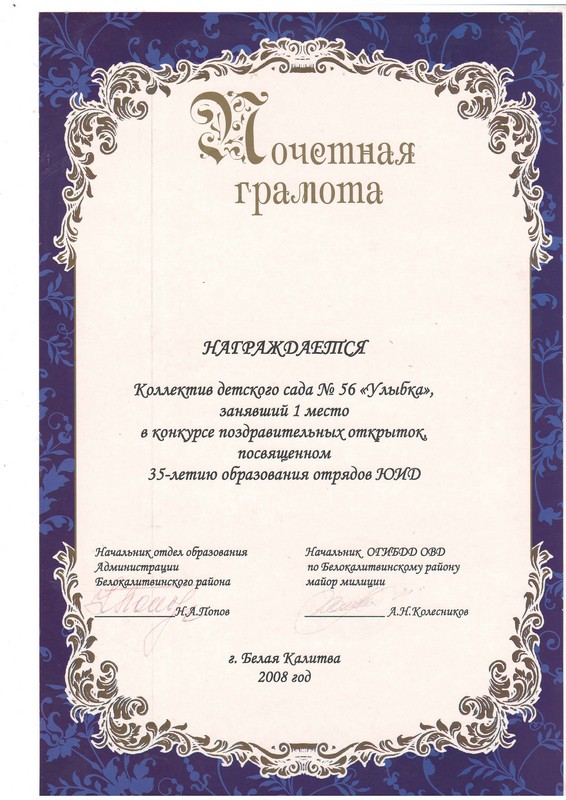 Почетная
грамота
НАГРАЖДАЕТСЯ
Коллектив детского сада № 56 «Улыбка»,
занявший 1 место
в конкурсе поздравительных открыток,
посвященном
35-летию образования отрядов ЮИД
Начальник отдел образования
Администрации
Белокалитвинского района
Н.А.Попов
Начальник ОГИБДД ОВД
по Белокалитвинскому району
майор милиции
А.Н.Колесников
г. Белая Калитва
2008 год